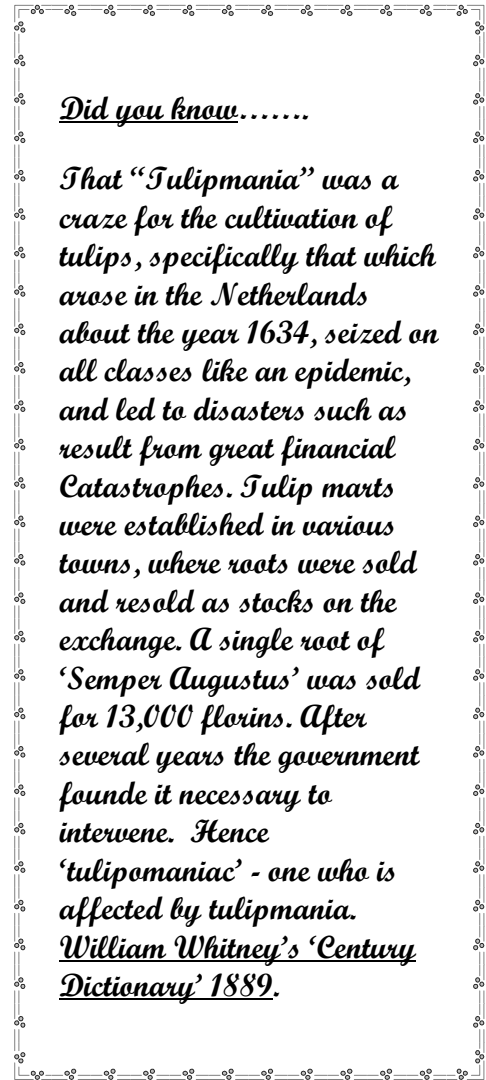 Did you know.......
That “Tulipmania” was a
craze for the cultivation of
tulips, specifically that which
arose in the Netherlands
about the year 1634, seized on
all classes like an epidemic,
and led to disasters such as
result from great financial
Catastrophes. Tulip marts
were established in various
towns, where roots were sold
and resold as stocks on the
exchange. A single root of
‘Semper Augustus’ was sold
for 13,000 florins. After
several years the government
founde it necessary to
intervene.  Hence
‘tulipomaniac’ - one who is
affected by tulipmania.
William Whitney’s ‘Century
Dictionary’ 1889.